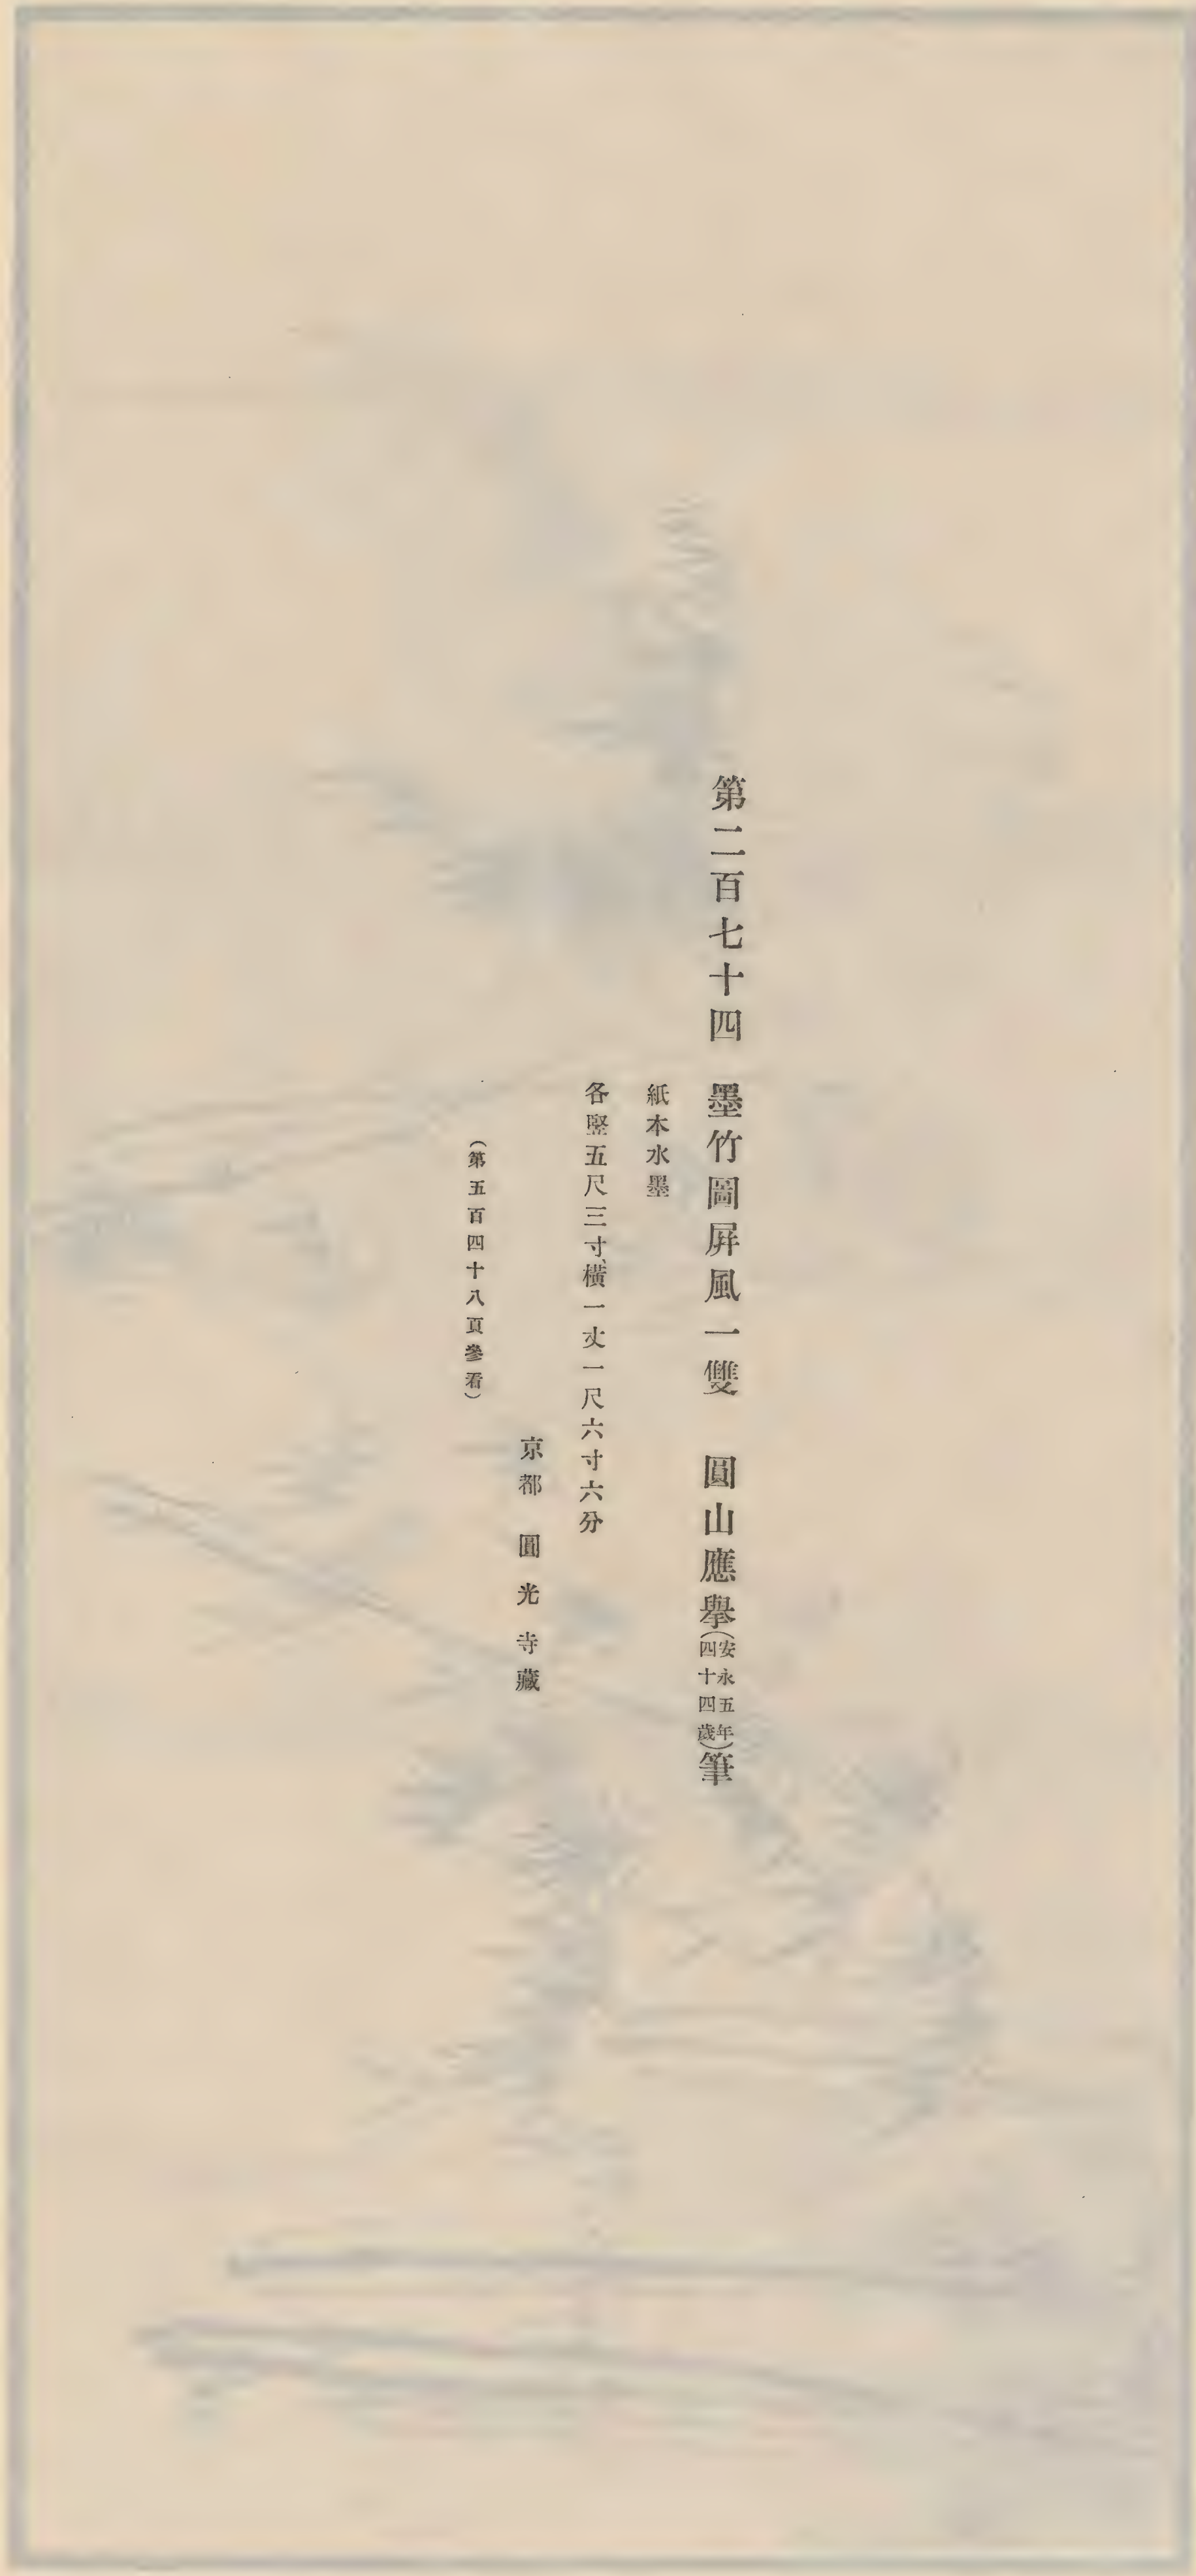 第二百七十四　墨竹圖屛風一雙　圓山應擧(安永五年四十四歲)筆
紙本水墨
各竪五尺三寸、橫一丈一尺六寸六分
京都　圓光寺藏
(第五百四十八頁參看)